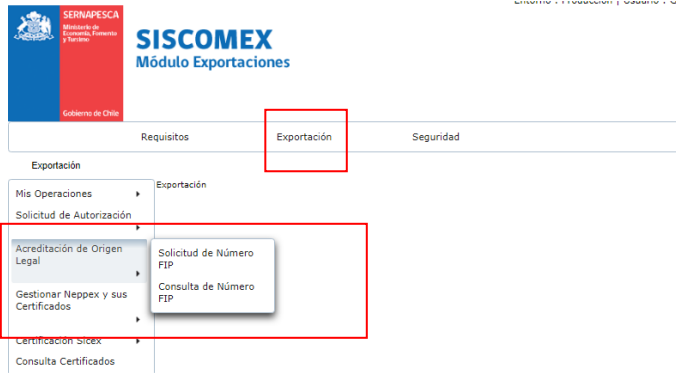 SERNAPESCA
Ministerio de
Economía, Fomento
y Turismo
Gobierno de Chile
SISCOMEX
Módulo Exportaciones
Requisitos Exportación Seguridad
Exportación
Exportación
Mis Operaciones
Solicitud de Autorización
Acreditación de Origen
Legal
Solicitud de Número
FIP
Consulta de Número
FIP
Gestionar Neppex y sus
Certificados
Certificación Sicex
Consulta Certificados